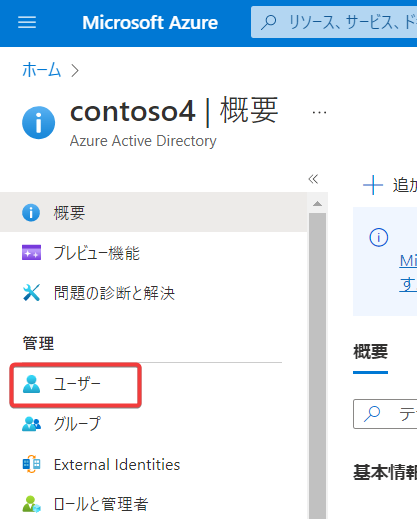 Microsoft Azure
リソース、サービス、ド
ホーム
contoso4 | 概要
Azure Active Directory
概要
プレビュー機能
問題の診断と解決
管理
ユーザー
グループ
External Identities
ロールと管理者
追加
Mi
す
概要
テ
基本情報